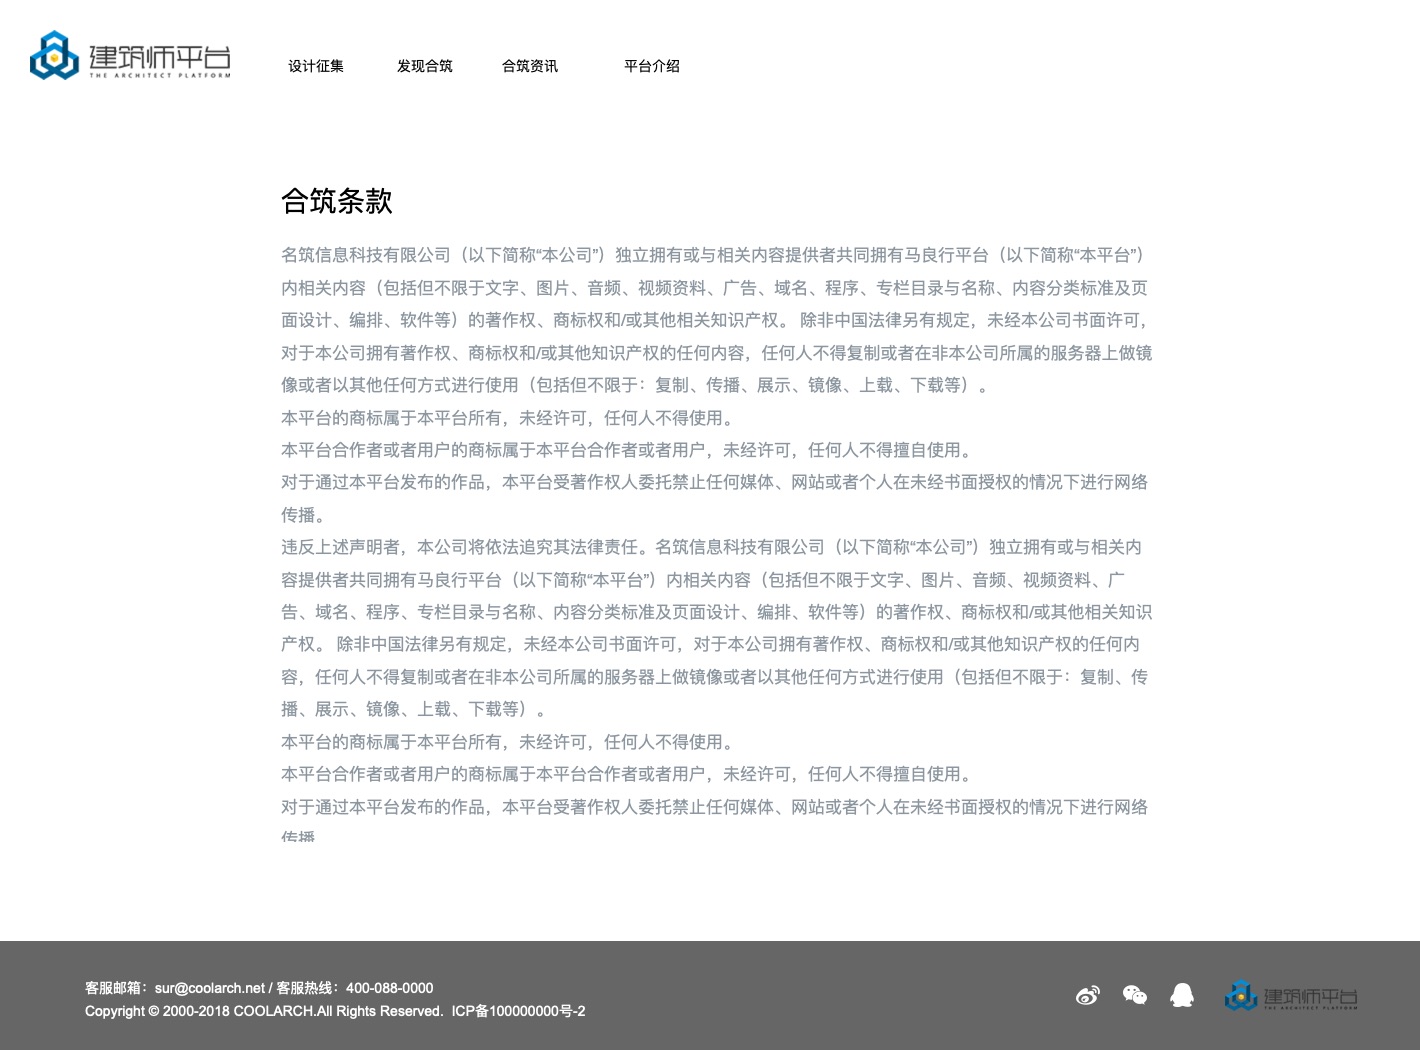 建筑师平台
THE ARCHITECT PLATFORM
设计征集 发现合筑 合筑资讯 平台介绍
合筑条款
名筑信息科技有限公司（以下简称“本公司”）独立拥有或与相关内容提供者共同拥有马良行平台（以下简称“本平台”）
内相关内容（包括但不限于文字、图片、音频、视频资料、广告、域名、程序、专栏目录与名称、内容分类标准及页
面设计、编排、软件等）的著作权、商标权和/或其他相关知识产权。 除非中国法律另有规定，未经本公司书面许可，
对于本公司拥有著作权、商标权和/或其他知识产权的任何内容，任何人不得复制或者在非本公司所属的服务器上做镜
像或者以其他任何方式进行使用（包括但不限于：复制、传播、展示、镜像、上载、下载等）。
本平台的商标属于本平台所有，未经许可，任何人不得使用。
本平台合作者或者用户的商标属于本平台合作者或者用户，未经许可，任何人不得擅自使用。
对于通过本平台发布的作品，本平台受著作权人委托禁止任何媒体、网站或者个人在未经书面授权的情况下进行网络
传播。
违反上述声明者，本公司将依法追究其法律责任。名筑信息科技有限公司（以下简称“本公司”）独立拥有或与相关内
容提供者共同拥有马良行平台（以下简称“本平台”）内相关内容（包括但不限于文字、图片、音频、视频资料、广
告、域名、程序、专栏目录与名称、内容分类标准及页面设计、编排、软件等）的著作权、商标权和/或其他相关知识
产权。 除非中国法律另有规定，未经本公司书面许可，对于本公司拥有著作权、商标权和/或其他知识产权的任何内
容，任何人不得复制或者在非本公司所属的服务器上做镜像或者以其他任何方式进行使用（包括但不限于：复制、传
播、展示、镜像、上载、下载等）。
本平台的商标属于本平台所有，未经许可，任何人不得使用。
本平台合作者或者用户的商标属于本平台合作者或者用户，未经许可，任何人不得擅自使用。
对于通过本平台发布的作品，本平台受著作权人委托禁止任何媒体、网站或者个人在未经书面授权的情况下进行网络
传播
客服邮箱：sur@coolarch.net / 客服热线：400-088-0000
Copyright © 2000-2018 COOLARCH.All Rights Reserved.  ICP备100000000号-2
建筑师平台
THE ARCHITECT PLATFORM